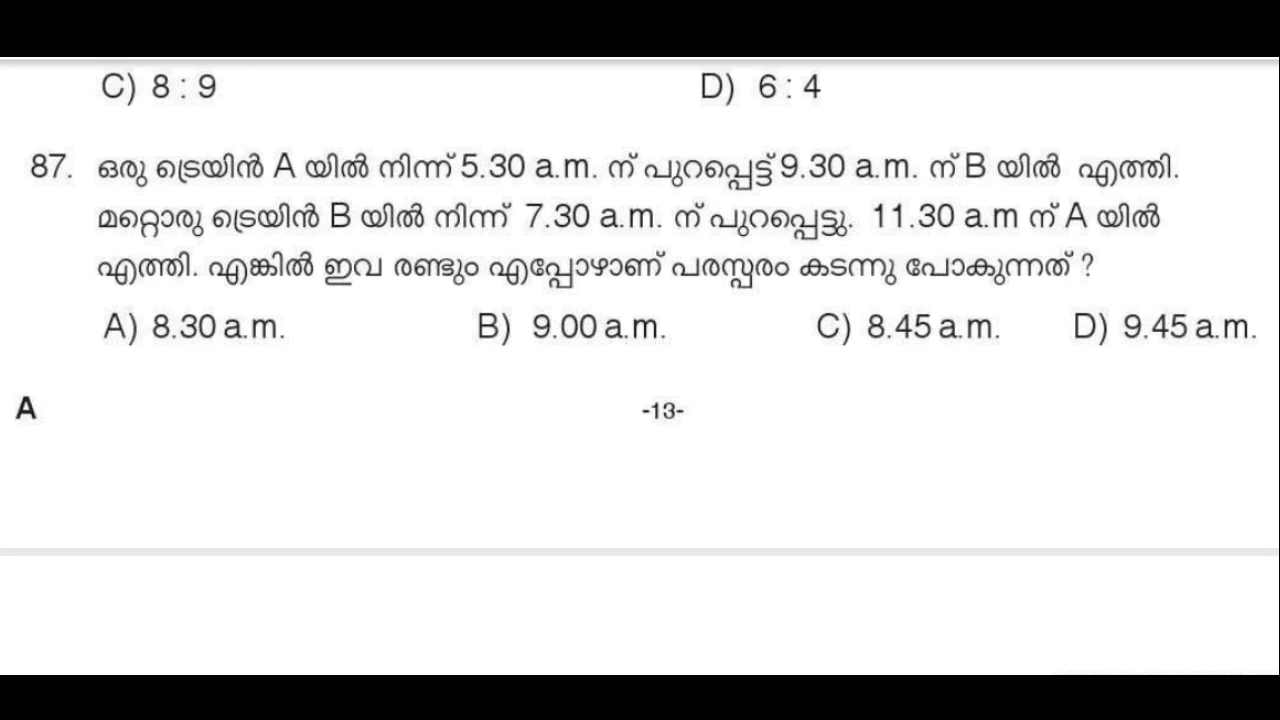 C) 8 : 9 D) 6 : 4
87. ഒരു ട്രെയിൻ A യിൽ നിന്ന് 5.30 a.m. ന് പുറപ്പെട്ട് 9.30 a.m. ന് B യിൽ എത്തി.
മറ്റൊരു ട്രെയിൻ B യിൽ നിന്ന് 7.30 a.m. ന് പുറപ്പെട്ടു. 11.30 a.m ന് A യിൽ
എത്തി. എങ്കിൽ ഇവ രണ്ടും എപ്പോഴാണ് പരസ്പരം കടന്നു പോകുന്നത് ?
A) 8.30 a.m. B) 9.00 a.m. C) 8.45 a.m. D) 9.45 a.m.
A -13-